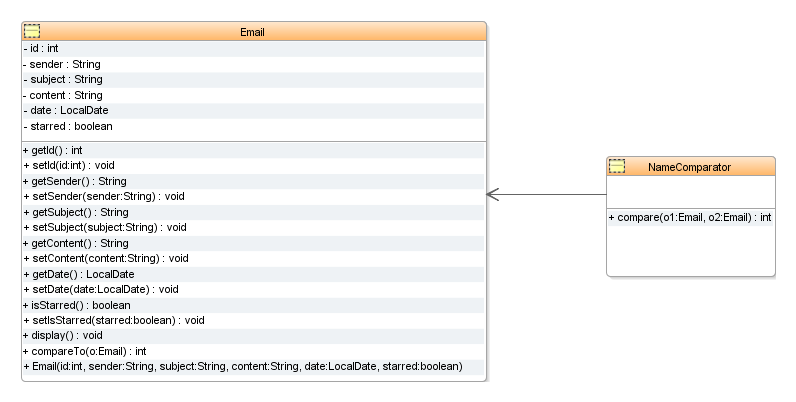 Email
- id : int
- sender : String
- subject : String
- content : String
- date : LocalDate
- starred : boolean
+ getId() : int
+ setId(id:int) : void
+ getSender() : String
+ setSender(sender:String) : void
+ getSubject() : String
+ setSubject(subject:String) : void
+ getContent() : String
+ setContent(content:String) : void
+ getDate() : LocalDate
+ setDate(date:LocalDate) : void
+ isStarred() : boolean
+ setIsStarred(starred:boolean) : void
+ display() : void
+ compareTo(o:Email) : int
+ Email(id:int, sender:String, subject:String, content:String, date:LocalDate, starred:boolean)
NameComparator
+ compare(o1:Email, o2:Email) : int